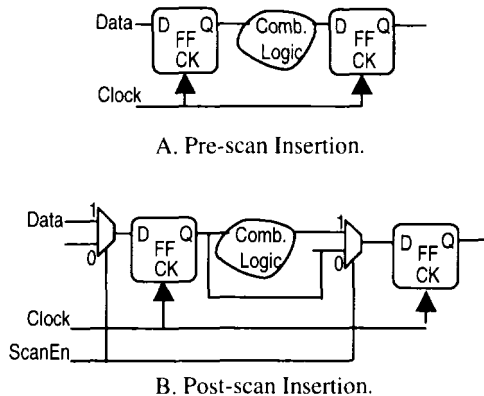 Data D Q Comb. Logic D Q
FF CK FF CK
Clock
A. Pre-scan Insertion.
Data 1 0 D Q Comb. Logic 1 0 D Q
FF CK FF CK
Clock
ScanEn
B. Post-scan Insertion.